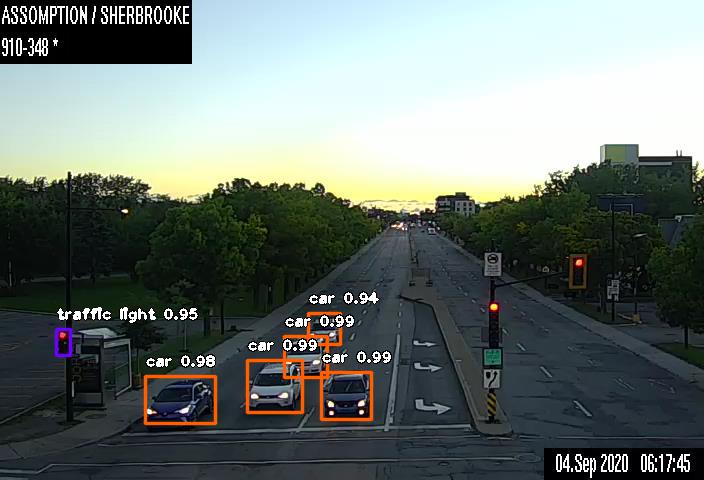 ASSOMPTION / SHERBROOKE
910-348 *
car 0.94
traffic light 0.95
car 0.99
car 0.99
car 0.99
car 0.98
04.Sep 2020 06:17:45